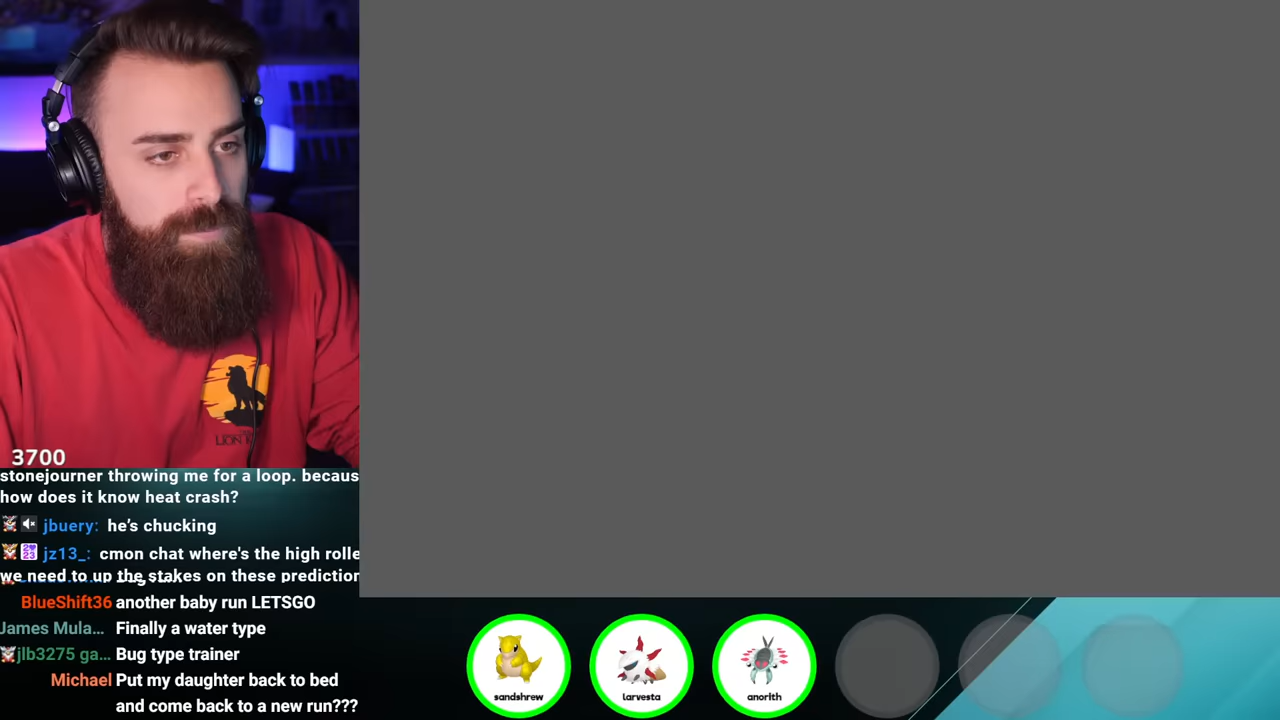 LION K
3700
stonejourner throwing me for a loop. becaus
how does it know heat crash?
jbuery: he's chucking
jz13_: cmon chat where's the high rolle
we need to up the stakes on these prediction
BlueShift36 another baby run LETSGO
James Mula… Finally a water type
jlb3275 ga… Bug type trainer
Michael Put my daughter back to bed
and come back to a new run???
sandshrew
larvesta
anorith